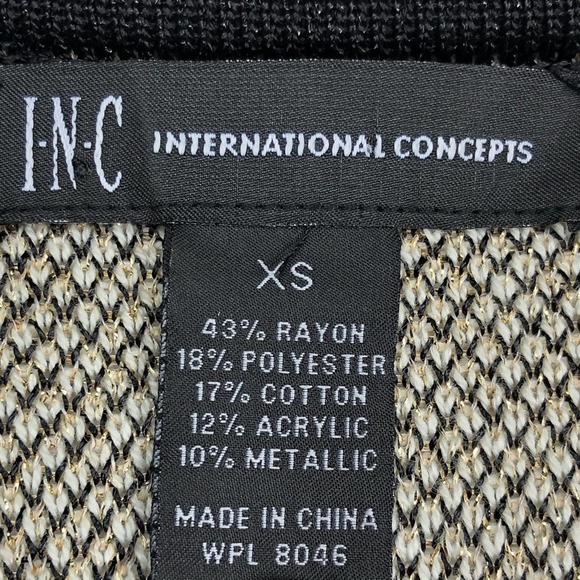 I·N·C INTERNATIONAL CONCEPTS
XS
43% RAYON
18% POLYESTER
17% COTTON
12% ACRYLIC
10% METALLIC
MADE IN CHINA
WPL 8046